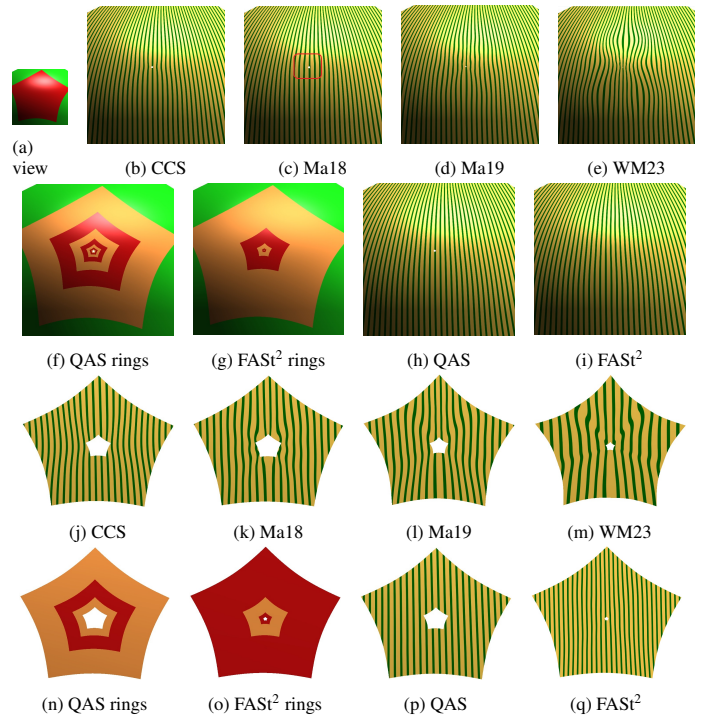 (a)
view
(b) CCS
(c) Ma18
(d) Ma19
(e) WM23
(f) QAS rings
(g) FASt² rings
(h) QAS
(i) FASt²
(j) CCS
(k) Ma18
(l) Ma19
(m) WM23
(n) QAS rings
(o) FASt² rings
(p) QAS
(q) FASt²